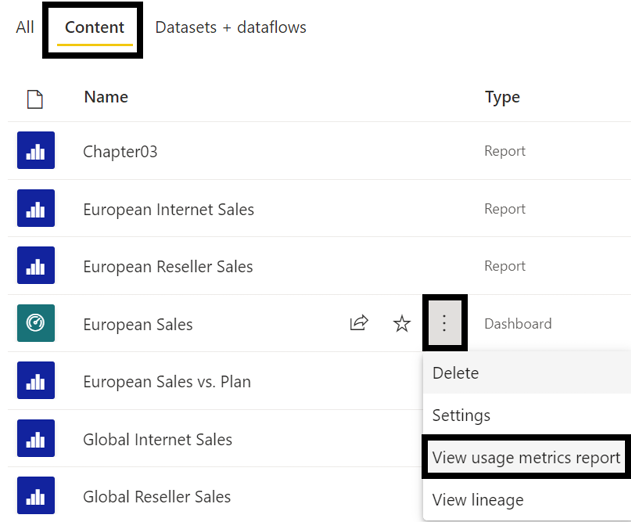 All Content Datasets + dataflows
Name Type
Chapter03 Report
European Internet Sales Report
European Reseller Sales Report
European Sales Dashboard
European Sales vs. Plan
Delete
Settings
Global Internet Sales
View usage metrics report
Global Reseller Sales
View lineage